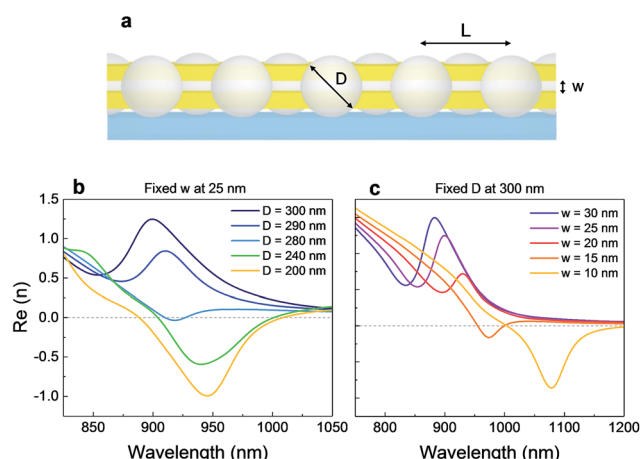 a
L
D
w
b
Fixed w at 25 nm
1.5
1.0
0.5
0.0
-0.5
-1.0
Re (n)
D = 300 nm
D = 290 nm
D = 280 nm
D = 240 nm
D = 200 nm
850 900 950 1000 1050
Wavelength (nm)
c
Fixed D at 300 nm
w = 30 nm
w = 25 nm
w = 20 nm
w = 15 nm
w = 10 nm
800 900 1000 1100 1200
Wavelength (nm)